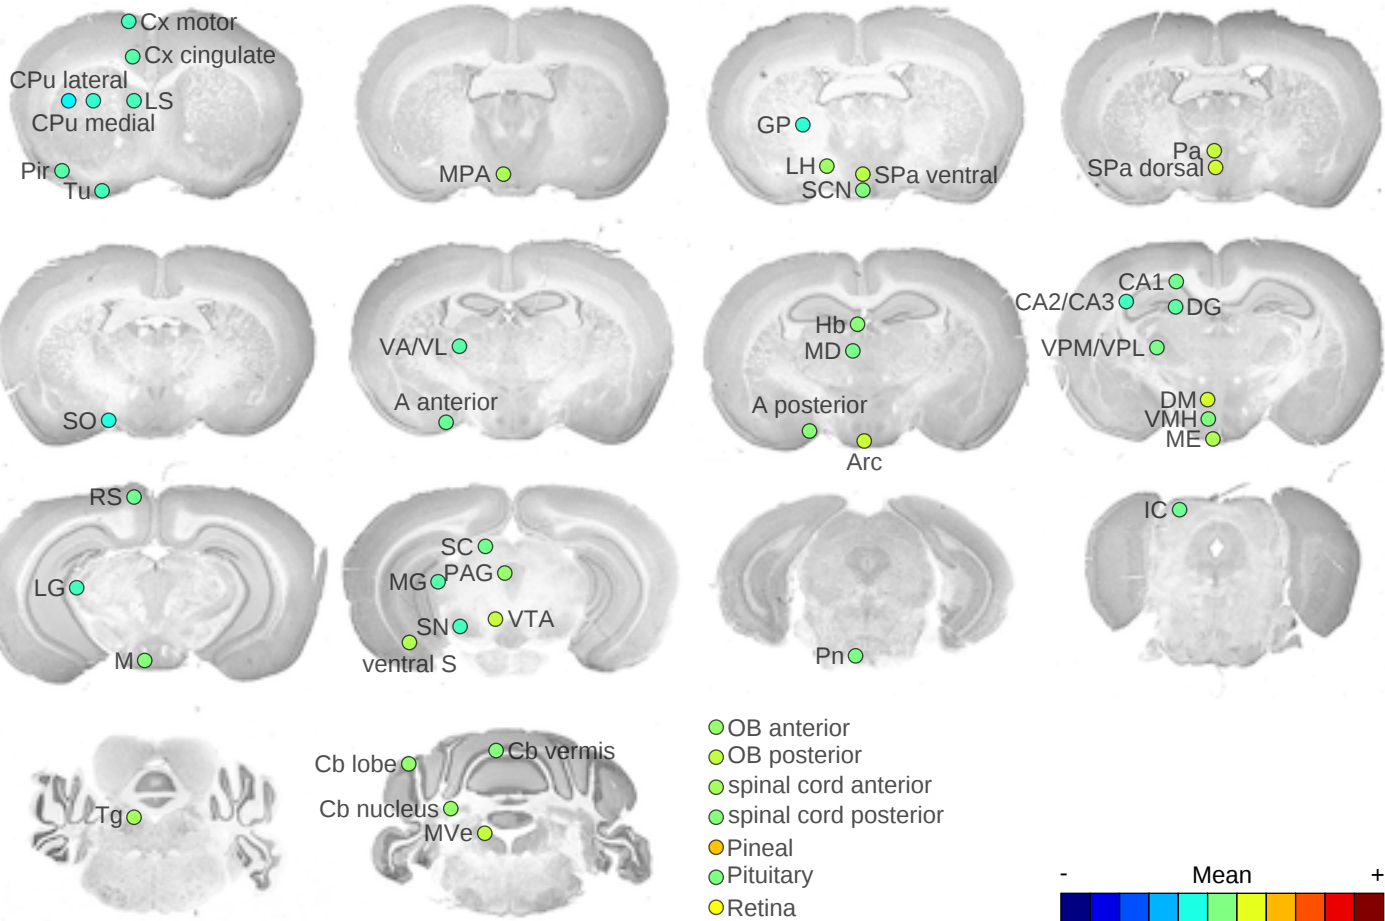 Cx motor
Cx cingulate
CPu lateral
LS
CPu medial
Pir
Tu
MPA
GP
LH
SPa ventral
SCN
Pa
SPa dorsal
SO
VA/VL
A anterior
Hb
MD
A posterior
Arc
CA1
CA2/CA3
DG
VPM/VPL
DM
VMH
ME
RS
LG
M
SC
PAG
MG
VTA
SN
ventral S
Pn
IC
Tg
Cb vermis
Cb lobe
Cb nucleus
MVe
OB anterior
OB posterior
spinal cord anterior
spinal cord posterior
Pineal
Pituitary
Retina
- Mean +